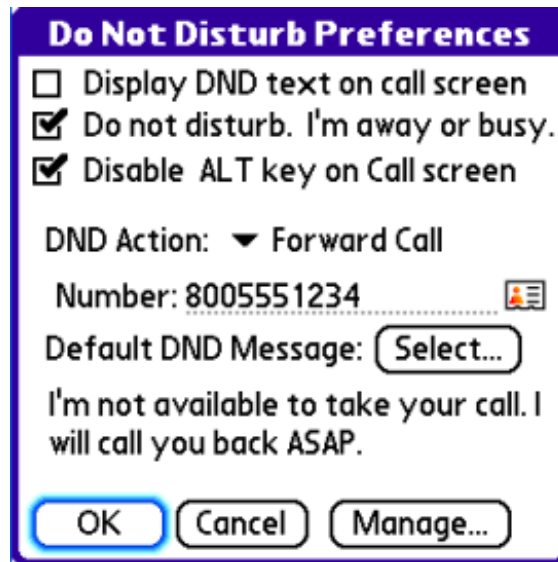 Do Not Disturb Preferences
Display DND text on call screen
Do not disturb. I'm away or busy.
Disable ALT key on Call screen
DND Action: Forward Call
Number: 8005551234
Default DND Message: Select...
I'm not available to take your call. I
will call you back ASAP.
OK Cancel Manage...